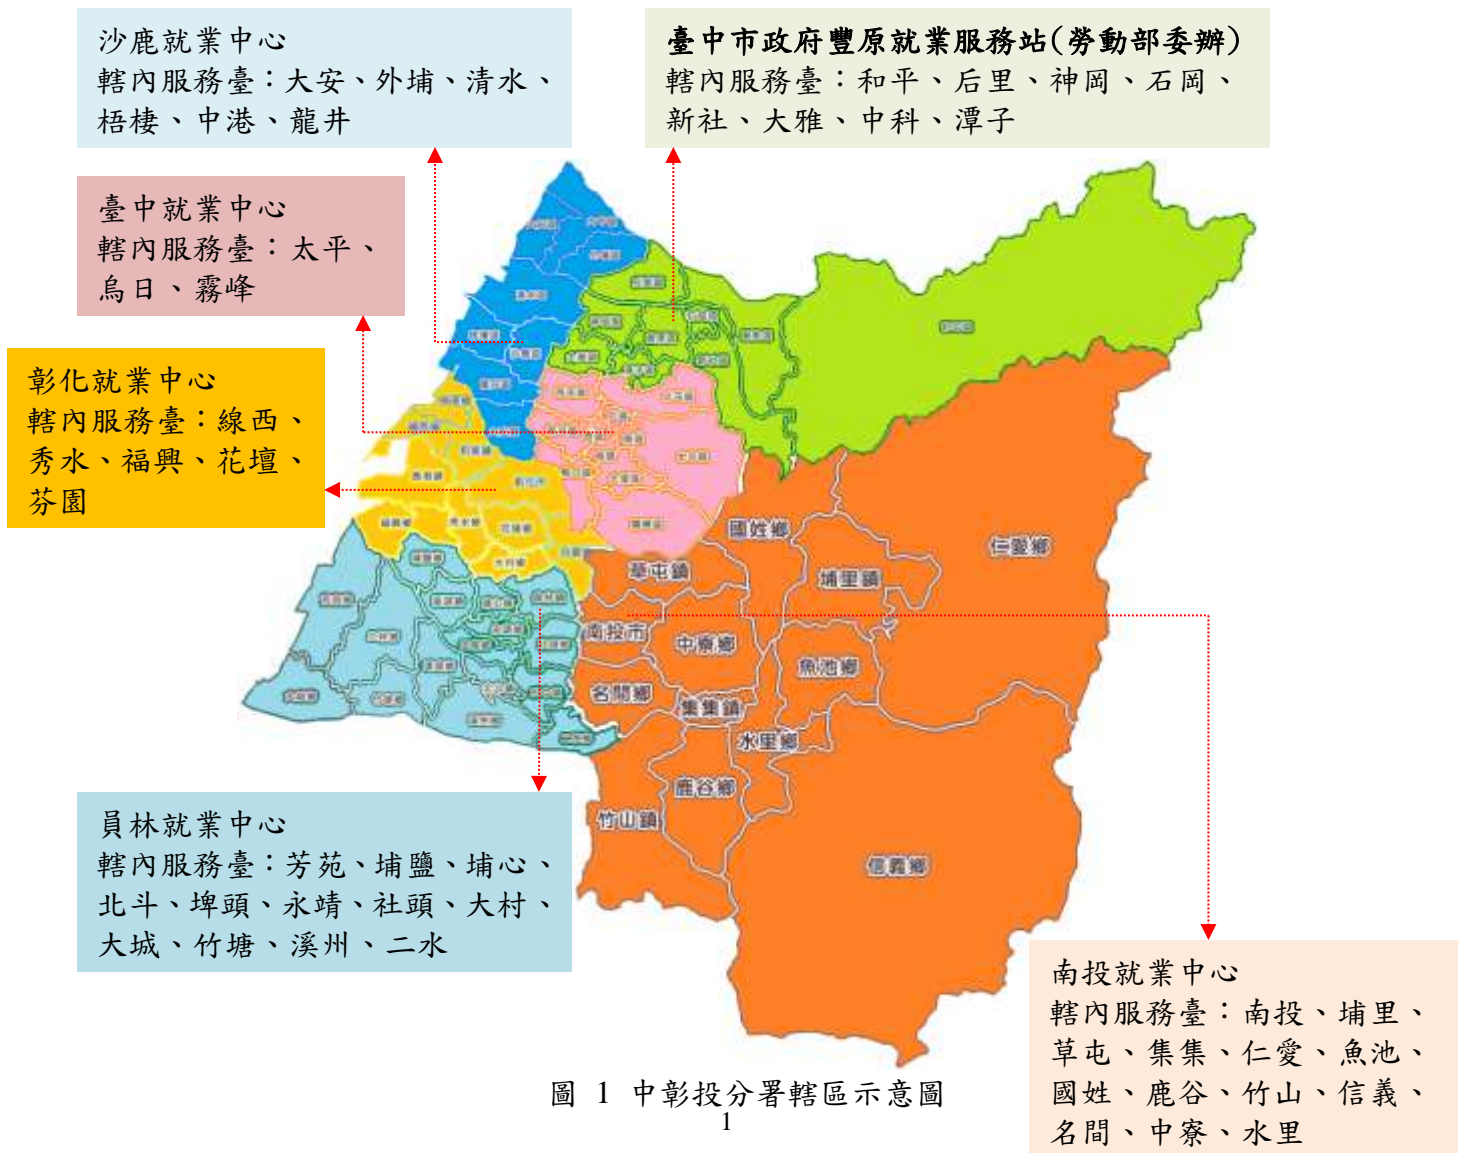 沙鹿就業中心
轄內服務臺：大安、外埔、清水、
梧棲、中港、龍井
臺中市政府豐原就業服務站(勞動部委辦)
轄內服務臺：和平、后里、神岡、石岡、
新社、大雅、中科、潭子
臺中就業中心
轄內服務臺：太平、
烏日、霧峰
彰化就業中心
轄內服務臺：線西、
秀水、福興、花壇、
芬園
國姓鄉
仁愛鄉
草屯鎮
埔里鎮
南投市
中寮鄉
魚池鄉
名間鄉
集集鎮
水里鄉
鹿谷鄉
竹山鎮
信義鄉
員林就業中心
轄內服務臺：芳苑、埔鹽、埔心、
北斗、埤頭、永靖、社頭、大村、
大城、竹塘、溪州、二水
南投就業中心
轄內服務臺：南投、埔里、
草屯、集集、仁愛、魚池、
國姓、鹿谷、竹山、信義、
名間、中寮、水里
圖 1 中彰投分署轄區示意圖
1